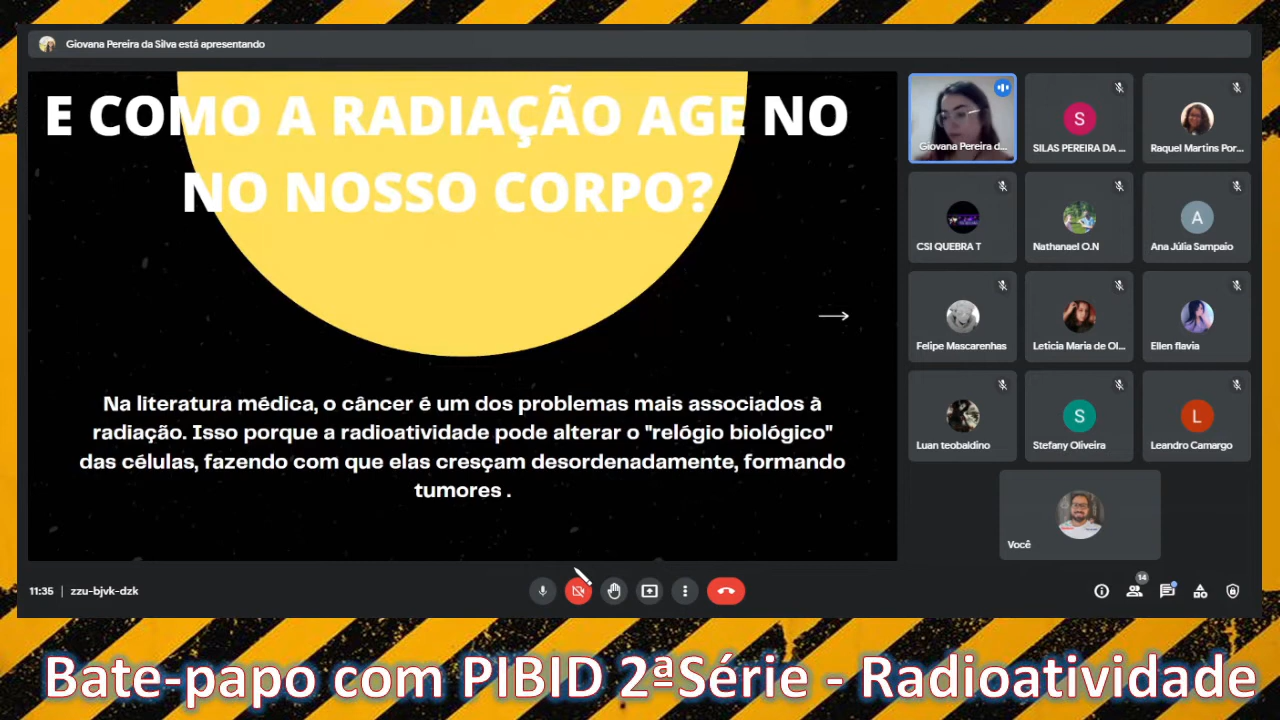 Giovana Pereira da Silva está apresentando
E COMO A RADIAÇÃO AGE NO
NO NOSSO CORPO?
Na literatura médica, o câncer é um dos problemas mais associados à
radiação. Isso porque a radioatividade pode alterar o "relógio biológico"
das células, fazendo com que elas cresçam desordenadamente, formando
tumores .
Giovana Pereira d...
SILAS PEREIRA DA ...
Raquel Martins Por...
CSI QUEBRA T
Nathanael O.N
Ana Júlia Sampaio
Felipe Mascarenhas
Leticia Maria de Ol...
Ellen flavia
Luan teobaldino
S
Stefany Oliveira
L
Leandro Camargo
S
A
Você
11:35 | zzu-bjvk-dzk
14
Bate-papo com PIBID 2ªSérie - Radioatividade